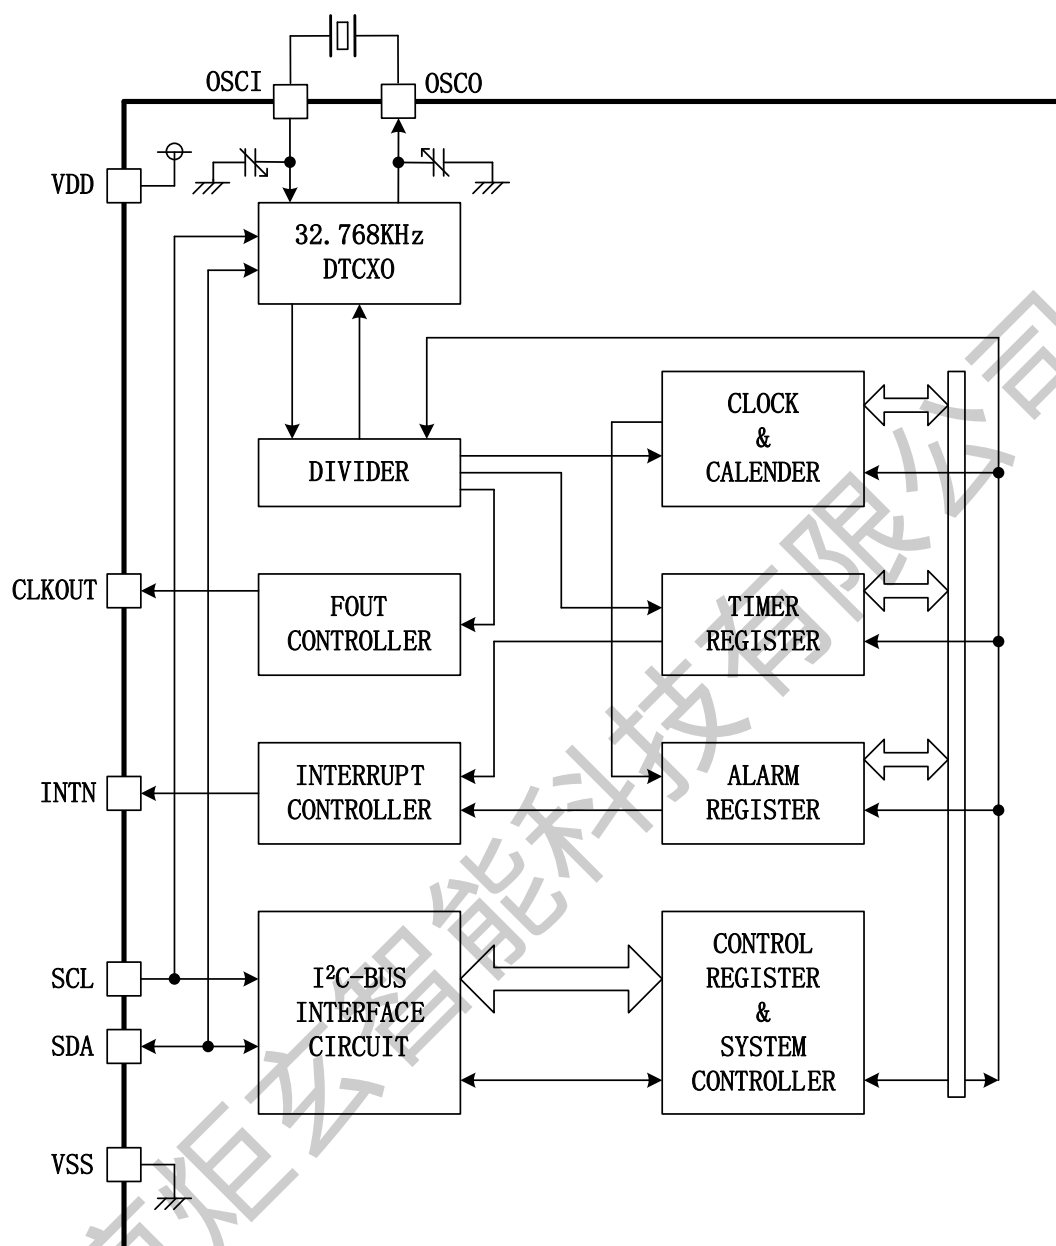 OSCI
OSCO
VDD
32.768KHz
DTCXO
CLOCK
&
CALENDER
DIVIDER
CLKOUT
FOUT
CONTROLLER
TIMER
REGISTER
INTN
INTERRUPT
CONTROLLER
ALARM
REGISTER
SCL
SDA
I²C-BUS
INTERFACE
CIRCUIT
CONTROL
REGISTER
&
SYSTEM
CONTROLLER
VSS
炬玄智能科技有限公司